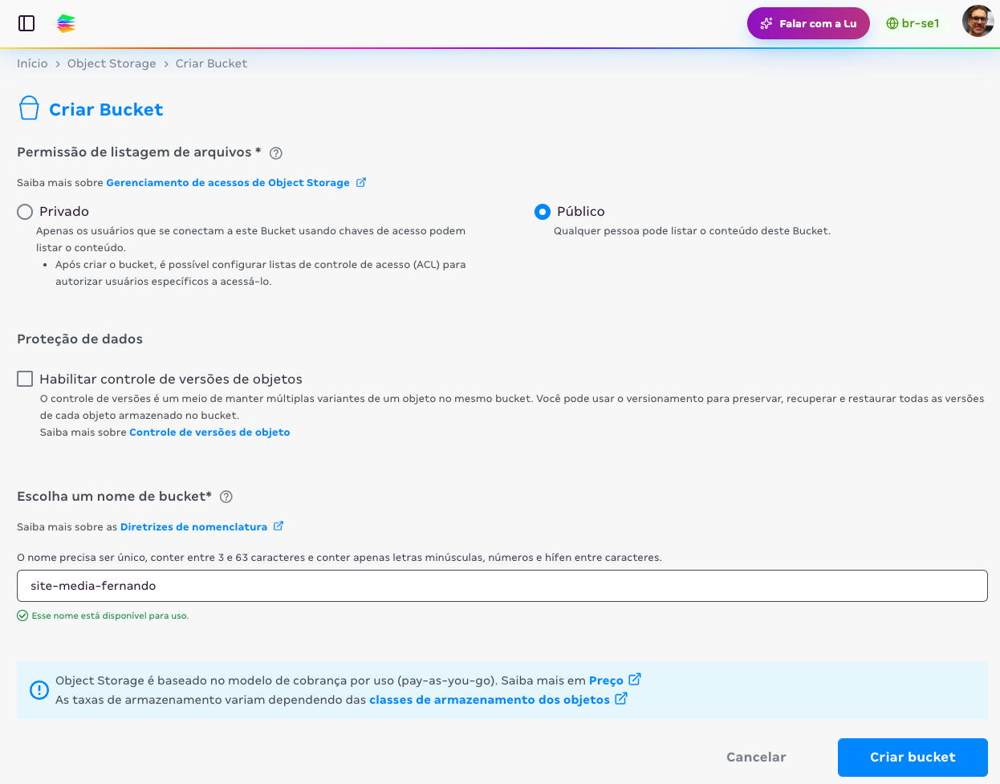 Falar com a Lu
br-se1
Início > Object Storage > Criar Bucket
Criar Bucket
Permissão de listagem de arquivos *
Saiba mais sobre Gerenciamento de acessos de Object Storage
Privado
Apenas os usuários que se conectam a este Bucket usando chaves de acesso podem
listar o conteúdo.
• Após criar o bucket, é possível configurar listas de controle de acesso (ACL) para
autorizar usuários específicos a acessá-lo.
Público
Qualquer pessoa pode listar o conteúdo deste Bucket.
Proteção de dados
Habilitar controle de versões de objetos
O controle de versões é um meio de manter múltiplas variantes de um objeto no mesmo bucket. Você pode usar o versionamento para preservar, recuperar e restaurar todas as versões
de cada objeto armazenado no bucket.
Saiba mais sobre Controle de versões de objeto
Escolha um nome de bucket*
Saiba mais sobre as Diretrizes de nomenclatura
O nome precisa ser único, conter entre 3 e 63 caracteres e conter apenas letras minúsculas, números e hífen entre caracteres.
site-media-fernando
Esse nome está disponível para uso.
Object Storage é baseado no modelo de cobrança por uso (pay-as-you-go). Saiba mais em Preço
As taxas de armazenamento variam dependendo das classes de armazenamento dos objetos
Cancelar
Criar bucket